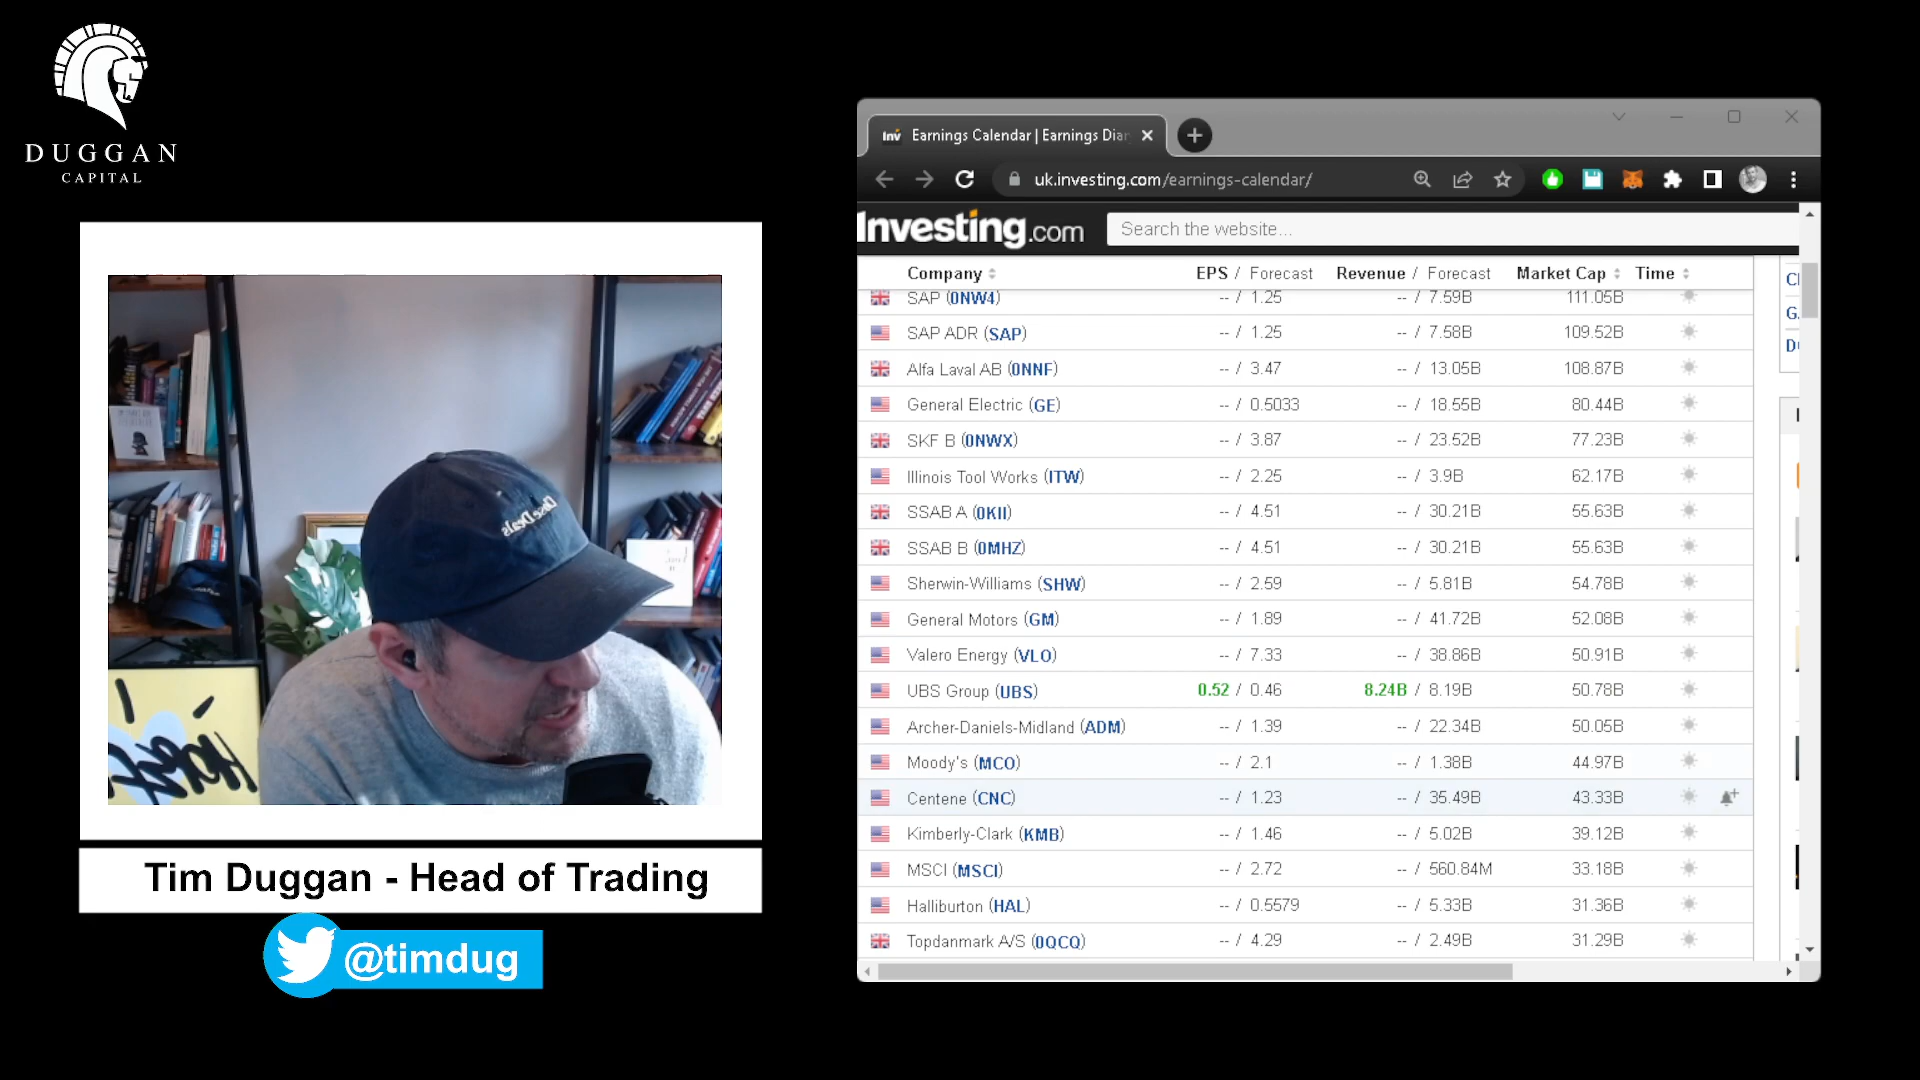 DUGGAN
CAPITAL
Close Deals
Tim Duggan - Head of Trading
@timdug
Inv Earnings Calendar | Earnings Diar
uk.investing.com/earnings-calendar/
Investing.com Search the website...
Company EPS / Forecast Revenue / Forecast Market Cap Time
SAP (0NW4) -- / 1.25 -- / 7.59B 111.05B
SAP ADR (SAP) -- / 1.25 -- / 7.58B 109.52B
Alfa Laval AB (0NNF) -- / 3.47 -- / 13.05B 108.87B
General Electric (GE) -- / 0.5033 -- / 18.55B 80.44B
SKF B (0NWX) -- / 3.87 -- / 23.52B 77.23B
Illinois Tool Works (ITW) -- / 2.25 -- / 3.9B 62.17B
SSAB A (0KII) -- / 4.51 -- / 30.21B 55.63B
SSAB B (0MHZ) -- / 4.51 -- / 30.21B 55.63B
Sherwin-Williams (SHW) -- / 2.59 -- / 5.81B 54.78B
General Motors (GM) -- / 1.89 -- / 41.72B 52.08B
Valero Energy (VLO) -- / 7.33 -- / 38.86B 50.91B
UBS Group (UBS) 0.52 / 0.46 8.24B / 8.19B 50.78B
Archer-Daniels-Midland (ADM) -- / 1.39 -- / 22.34B 50.05B
Moody's (MCO) -- / 2.1 -- / 1.38B 44.97B
Centene (CNC) -- / 1.23 -- / 35.49B 43.33B
Kimberly-Clark (KMB) -- / 1.46 -- / 5.02B 39.12B
MSCI (MSCI) -- / 2.72 -- / 560.84M 33.18B
Halliburton (HAL) -- / 0.5579 -- / 5.33B 31.36B
Topdanmark A/S (0QCQ) -- / 4.29 -- / 2.49B 31.29B